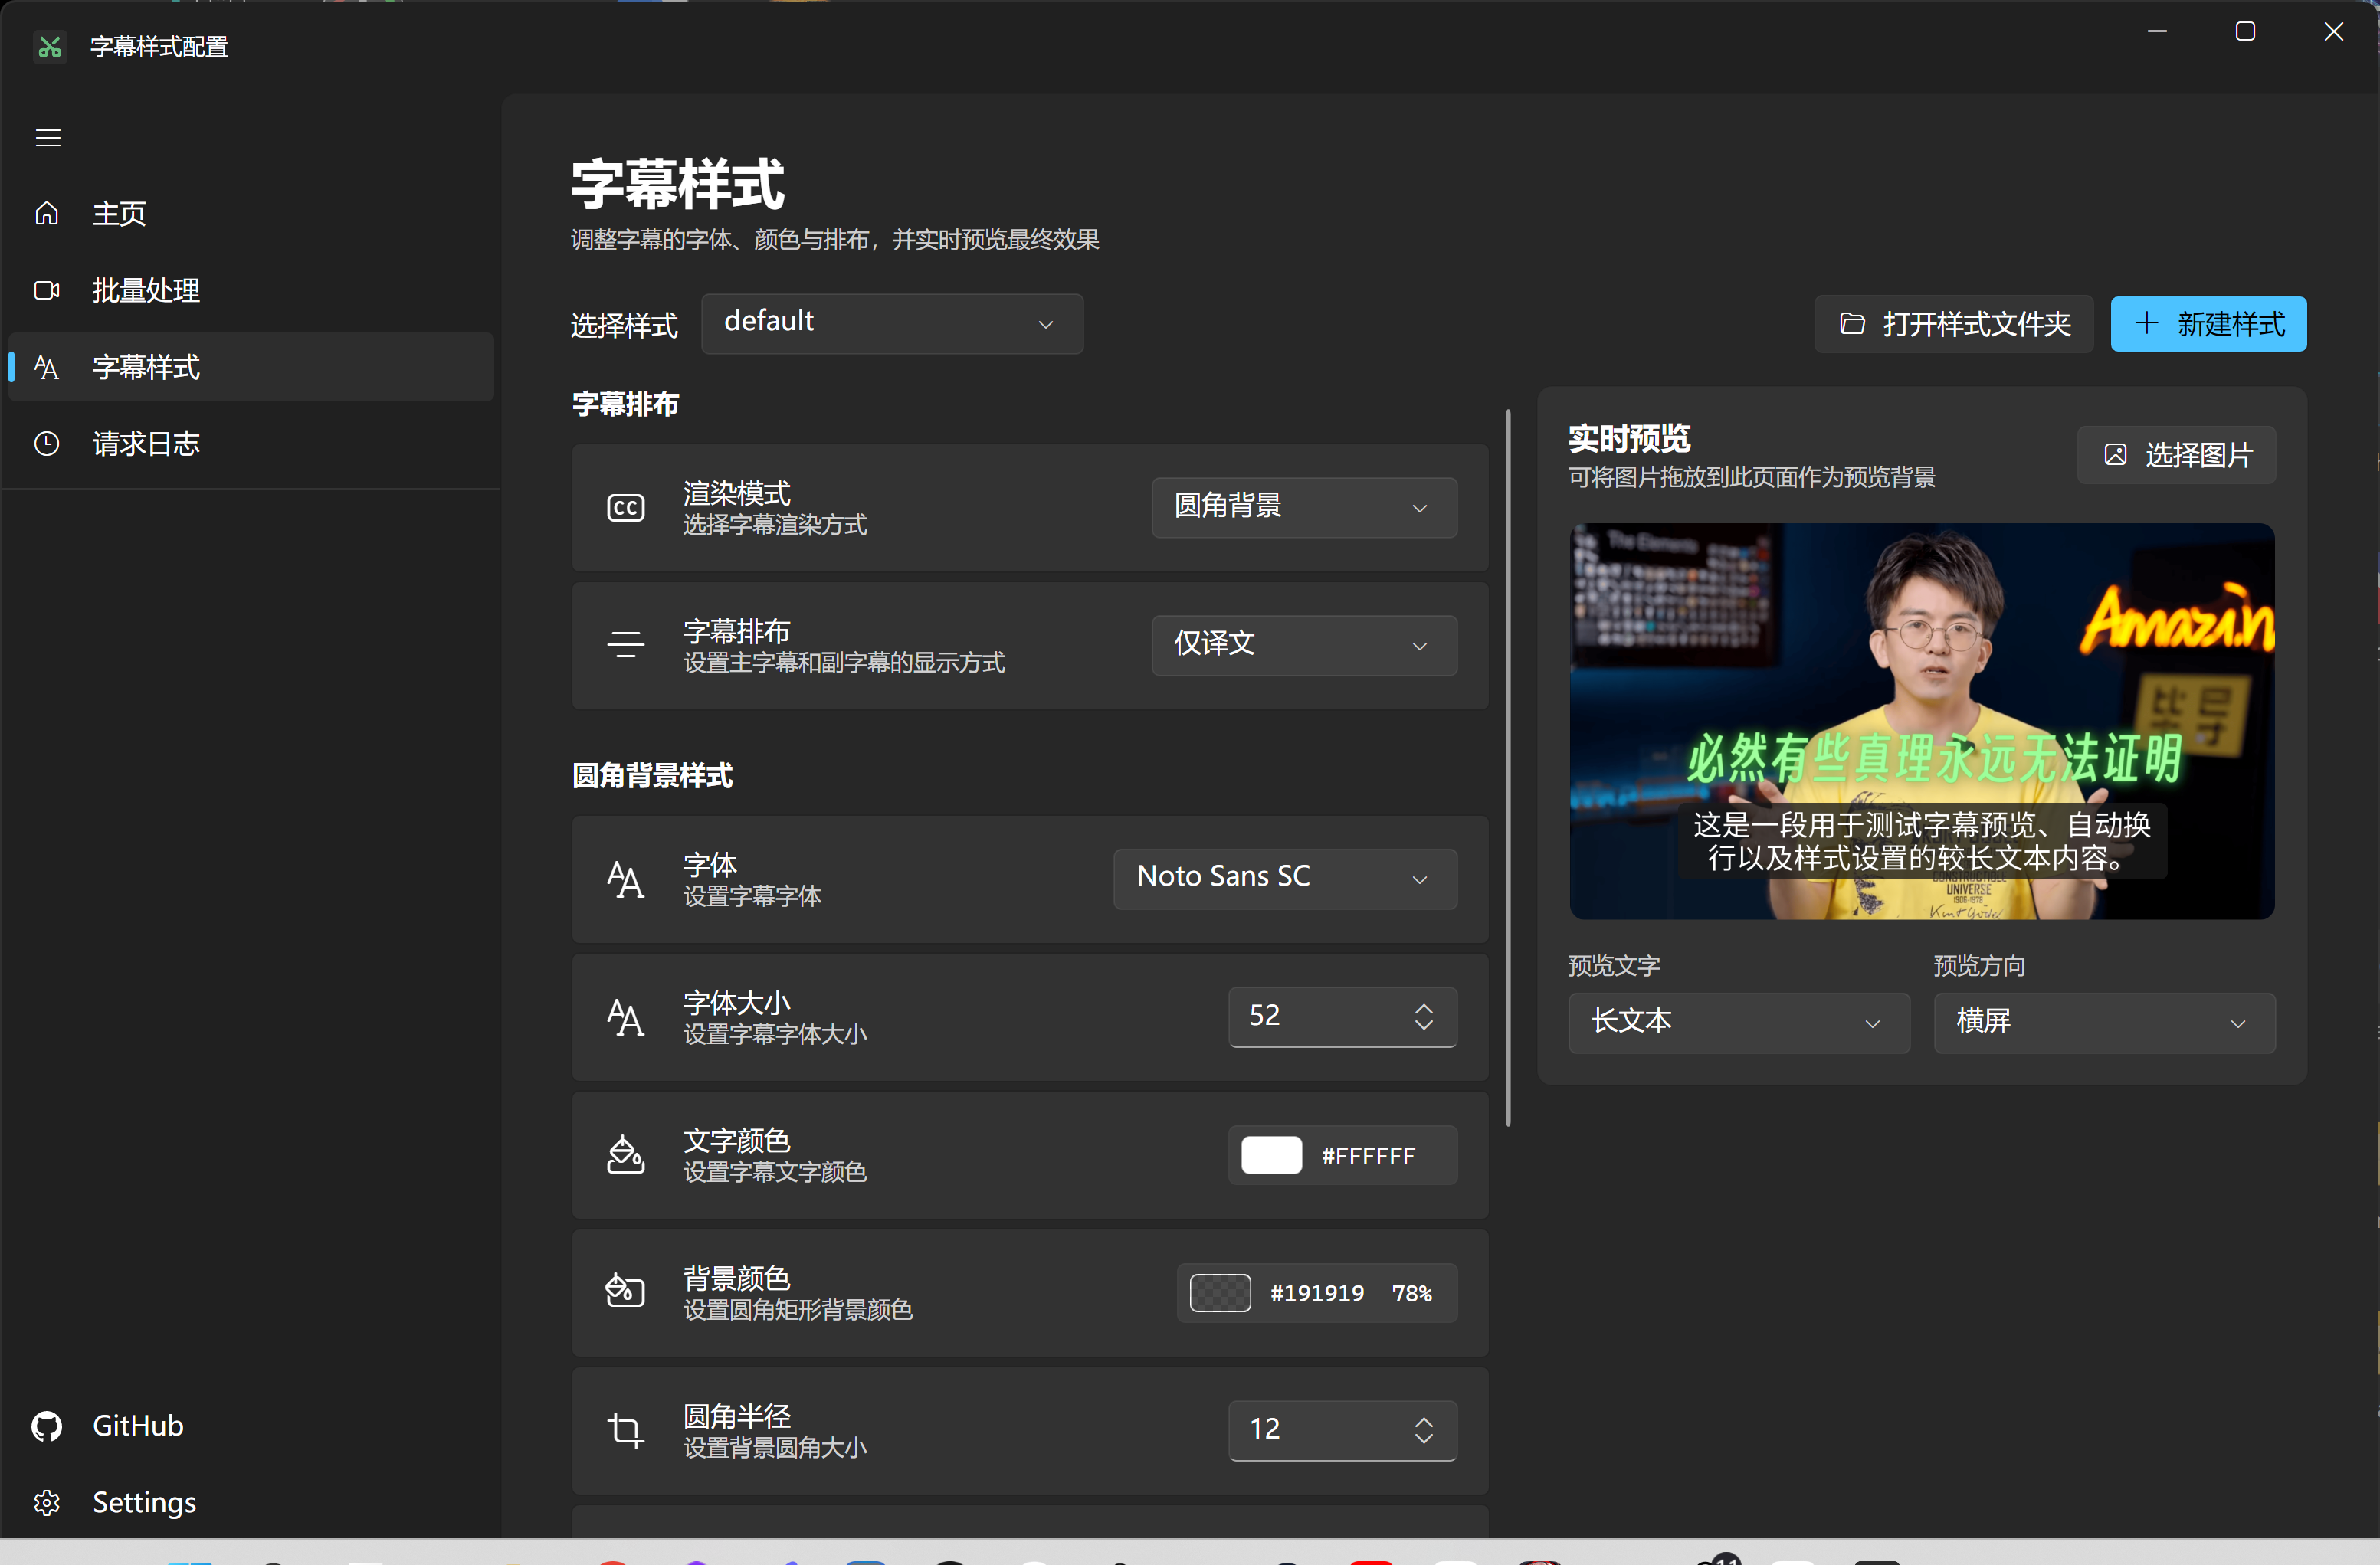 字幕样式配置
主页
批量处理
字幕样式
请求日志
GitHub
Settings
字幕样式
调整字幕的字体、颜色与排布，并实时预览最终效果
选择样式
default
打开样式文件夹
新建样式
字幕排布
CC
渲染模式
选择字幕渲染方式
圆角背景
字幕排布
设置主字幕和副字幕的显示方式
仅译文
圆角背景样式
字体
设置字幕字体
Noto Sans SC
字体大小
设置字幕字体大小
52
文字颜色
设置字幕文字颜色
#FFFFFF
背景颜色
设置圆角矩形背景颜色
#191919 78%
圆角半径
设置背景圆角大小
12
实时预览
可将图片拖放到此页面作为预览背景
选择图片
The Elements
Amazin
必然有些真理永远无法证明
这是一段用于测试字幕预览、自动换
行以及样式设置的较长文本内容。
UNIVERSE
1906-1978
Kurt Gödel
预览文字
预览方向
长文本
横屏
11